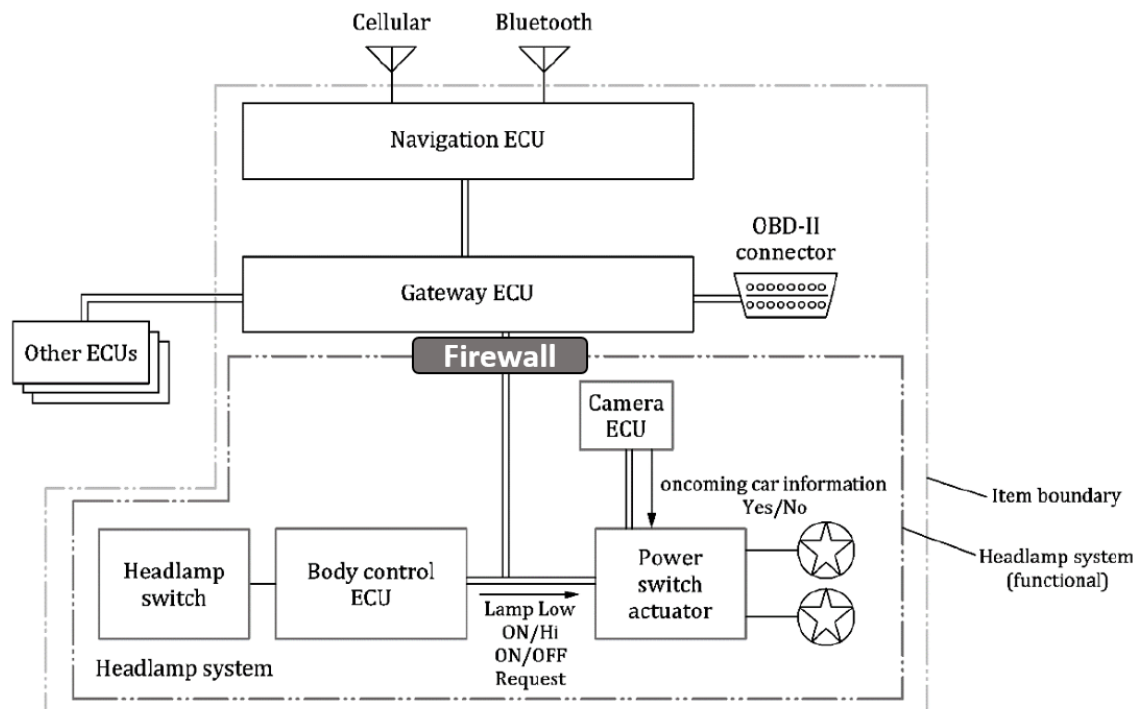 Cellular
Bluetooth
Navigation ECU
OBD-II
connector
Gateway ECU
Other ECUs
Firewall
Camera
ECU
oncoming car information
Yes/No
Item boundary
Headlamp system
(functional)
Headlamp
switch
Body control
ECU
Power
switch
actuator
Lamp Low
ON/Hi
ON/OFF
Request
Headlamp system